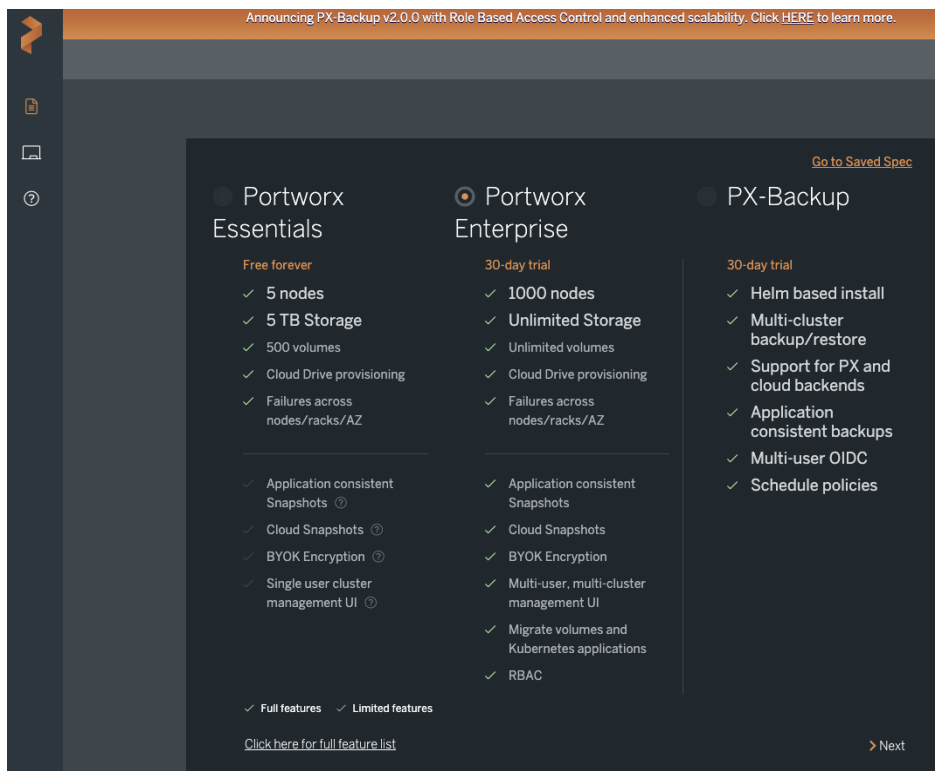 Announcing PX-Backup v2.0.0 with Role Based Access Control and enhanced scalability. Click HERE to learn more.
Go to Saved Spec
Portworx
Essentials
Free forever
5 nodes
5 TB Storage
500 volumes
Cloud Drive provisioning
Failures across
nodes/racks/AZ
Application consistent
Snapshots
Cloud Snapshots
BYOK Encryption
Single user cluster
management UI
Portworx
Enterprise
30-day trial
1000 nodes
Unlimited Storage
Unlimited volumes
Cloud Drive provisioning
Failures across
nodes/racks/AZ
Application consistent
Snapshots
Cloud Snapshots
BYOK Encryption
Multi-user, multi-cluster
management UI
Migrate volumes and
Kubernetes applications
RBAC
PX-Backup
30-day trial
Helm based install
Multi-cluster
backup/restore
Support for PX and
cloud backends
Application
consistent backups
Multi-user OIDC
Schedule policies
Full features Limited features
Click here for full feature list
Next